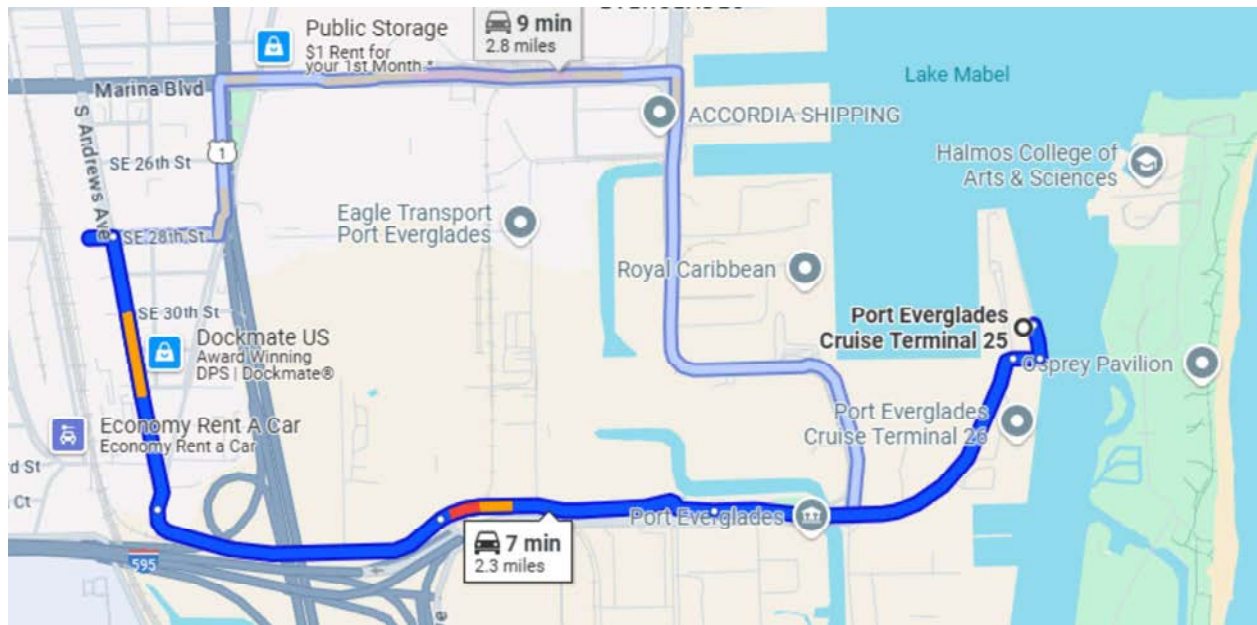 Public Storage
$1 Rent for
your 1st Month.*
9 min
2.8 miles
Lake Mabel
Marina Blvd
S Andrews Ave
ACCORDIA SHIPPING
1
SE 26th St
Halmos College of
Arts & Sciences
Eagle Transport
Port Everglades
SE 28th St
Royal Caribbean
SE 30th St
Port Everglades
Cruise Terminal 25
Dockmate US
Award Winning
DPS | Dockmate®
Osprey Pavilion
Economy Rent A Car
Economy Rent a Car
Port Everglades
Cruise Terminal 26
rd St
Ct
Port Everglades
7 min
2.3 miles
595